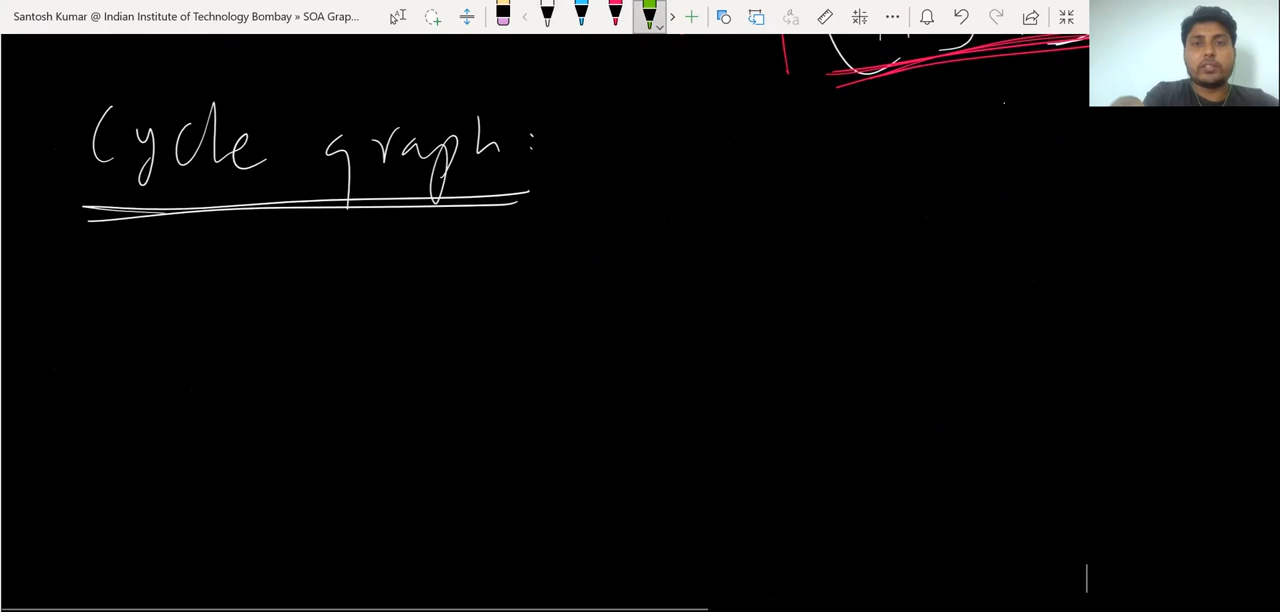 Santosh Kumar @ Indian Institute of Technology Bombay » SOA Grap...
Cycle graph: